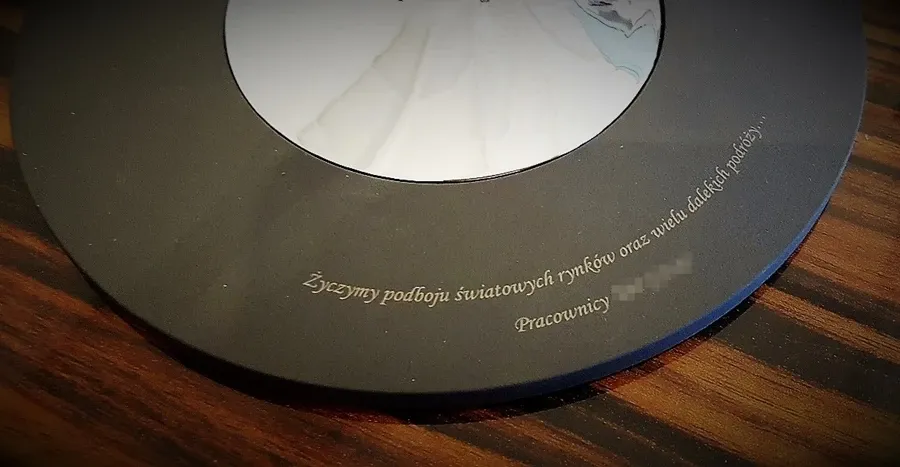 Życzymy podboju światowych rynków oraz wielu dalekich podróży...
Pracownicy